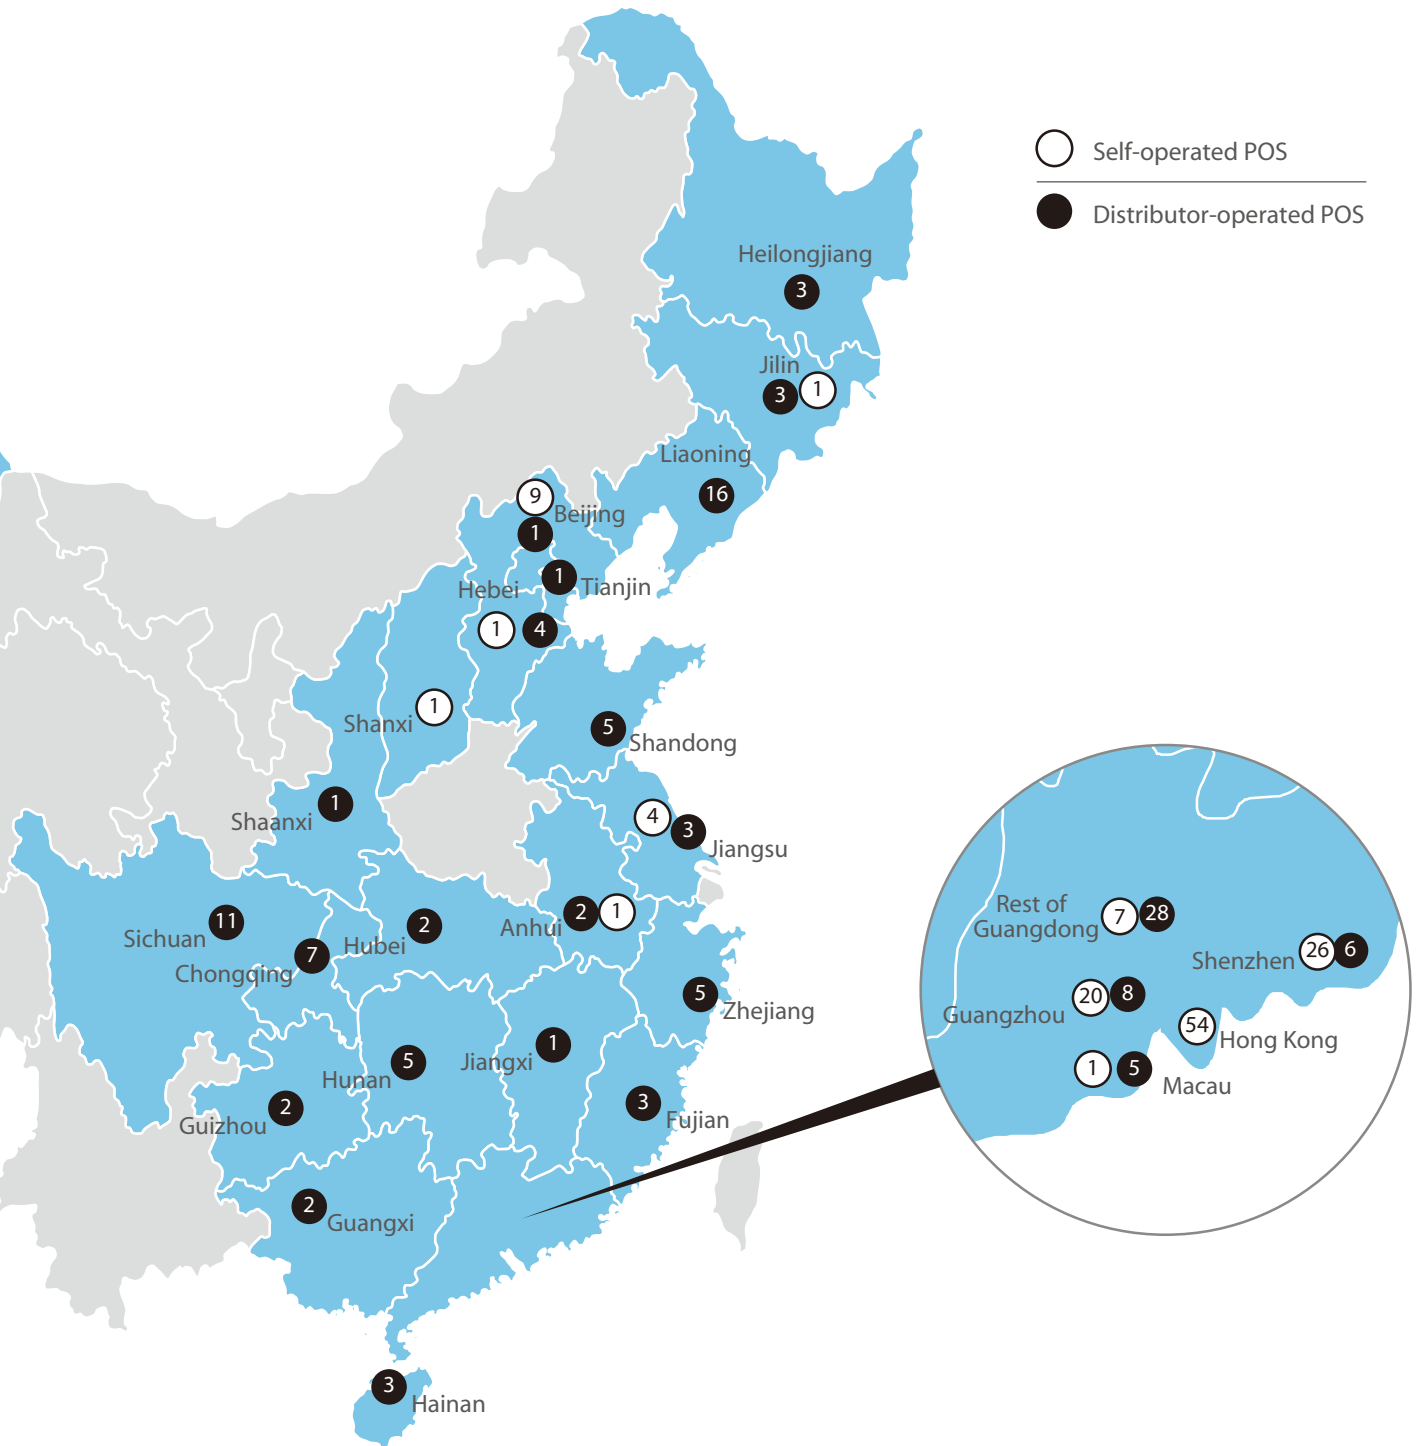 Self-operated POS
Distributor-operated POS
Heilongjiang
3
Jilin
3 1
Liaoning
16
9
Beijing
1
1 Tianjin
Hebei
1 4
1
Shanxi
5
Shandong
1
Shaanxi
4 3
Jiangsu
11
Sichuan
7
Chongqing
2
Hubei
2 1
Anhui
5
Zhejiang
1
Jiangxi
5
Hunan
2
Guizhou
3
Fujian
2
Guangxi
3
Hainan
Rest of
Guangdong
7 28
26 6
Shenzhen
20 8
Guangzhou
54
Hong Kong
1 5
Macau